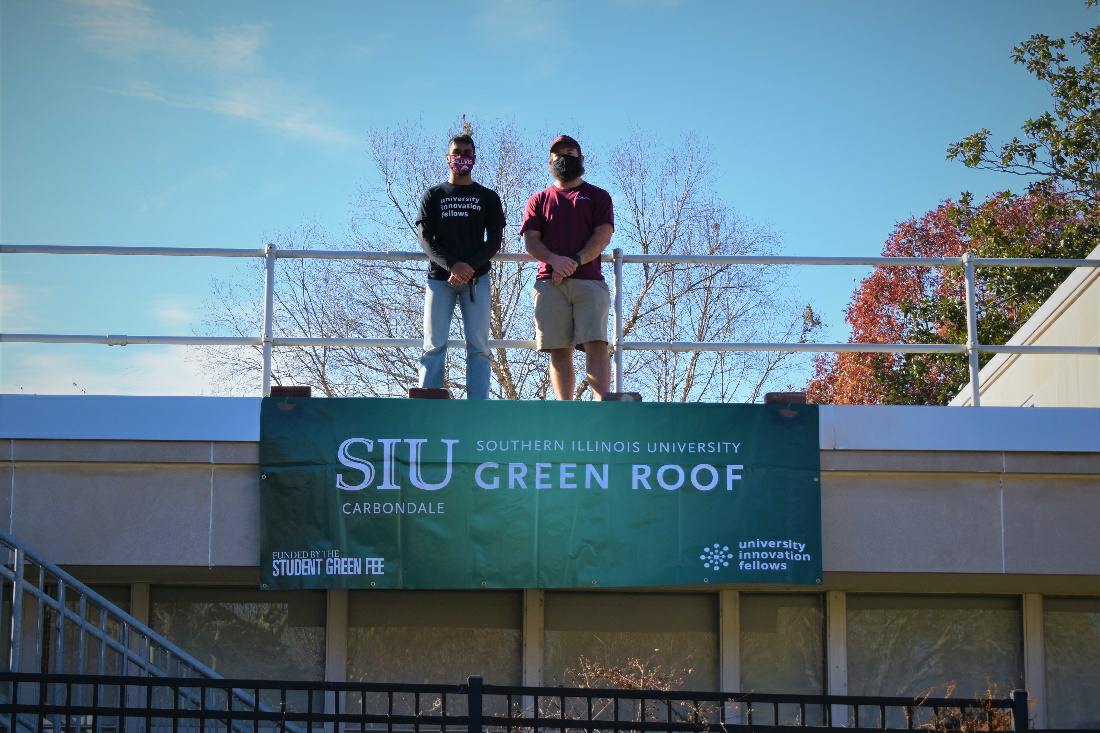 university
innovation
fellows
SIU
CARBONDALE
SOUTHERN ILLINOIS UNIVERSITY
GREEN ROOF
FUNDED BY THE
STUDENT GREEN FEE
university
innovation
fellows